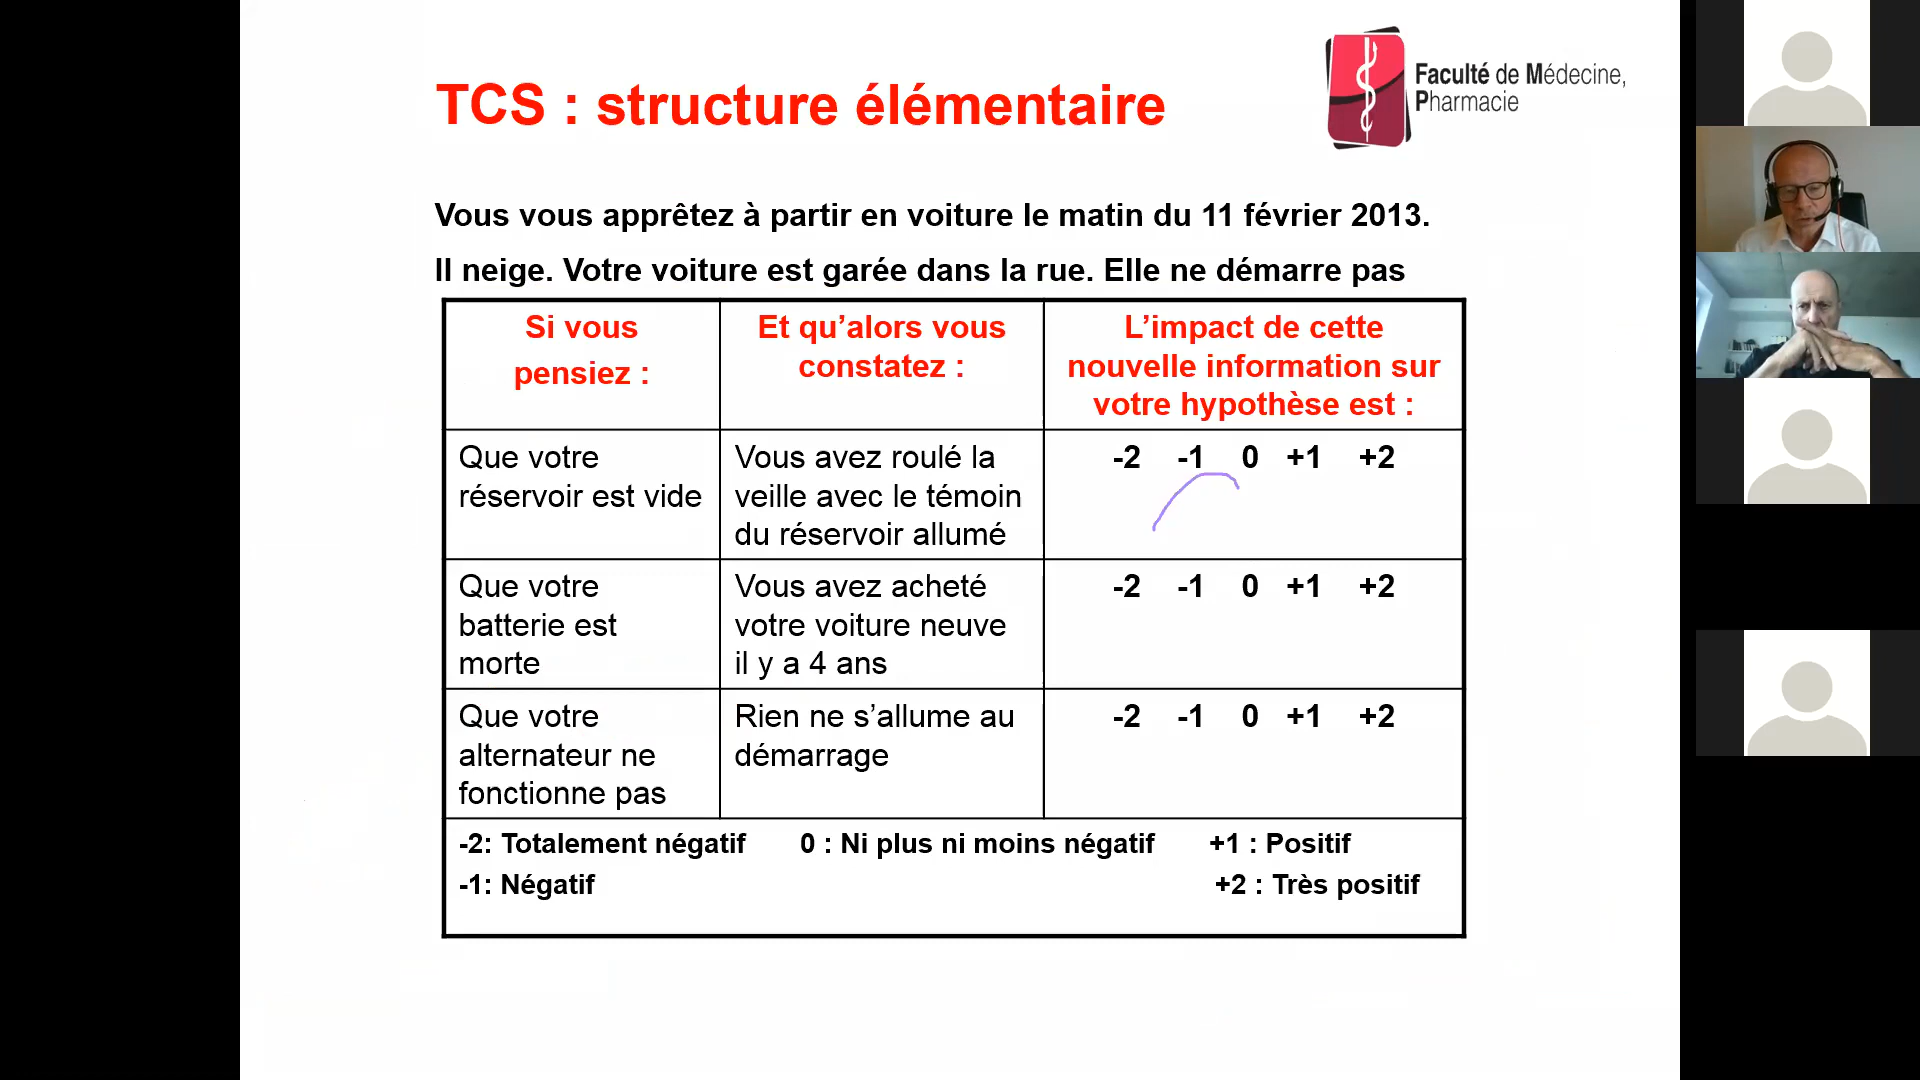 TCS : structure élémentaire
Faculté de Médecine,
Pharmacie
Vous vous apprêtez à partir en voiture le matin du 11 février 2013.
Il neige. Votre voiture est garée dans la rue. Elle ne démarre pas
Si vous
pensiez :
Et qu’alors vous
constatez :
L’impact de cette
nouvelle information sur
votre hypothèse est :
Que votre
réservoir est vide
Vous avez roulé la
veille avec le témoin
du réservoir allumé
-2 -1 0 +1 +2
Que votre
batterie est
morte
Vous avez acheté
votre voiture neuve
il y a 4 ans
-2 -1 0 +1 +2
Que votre
alternateur ne
fonctionne pas
Rien ne s’allume au
démarrage
-2 -1 0 +1 +2
-2: Totalement négatif 0 : Ni plus ni moins négatif +1 : Positif
-1: Négatif +2 : Très positif